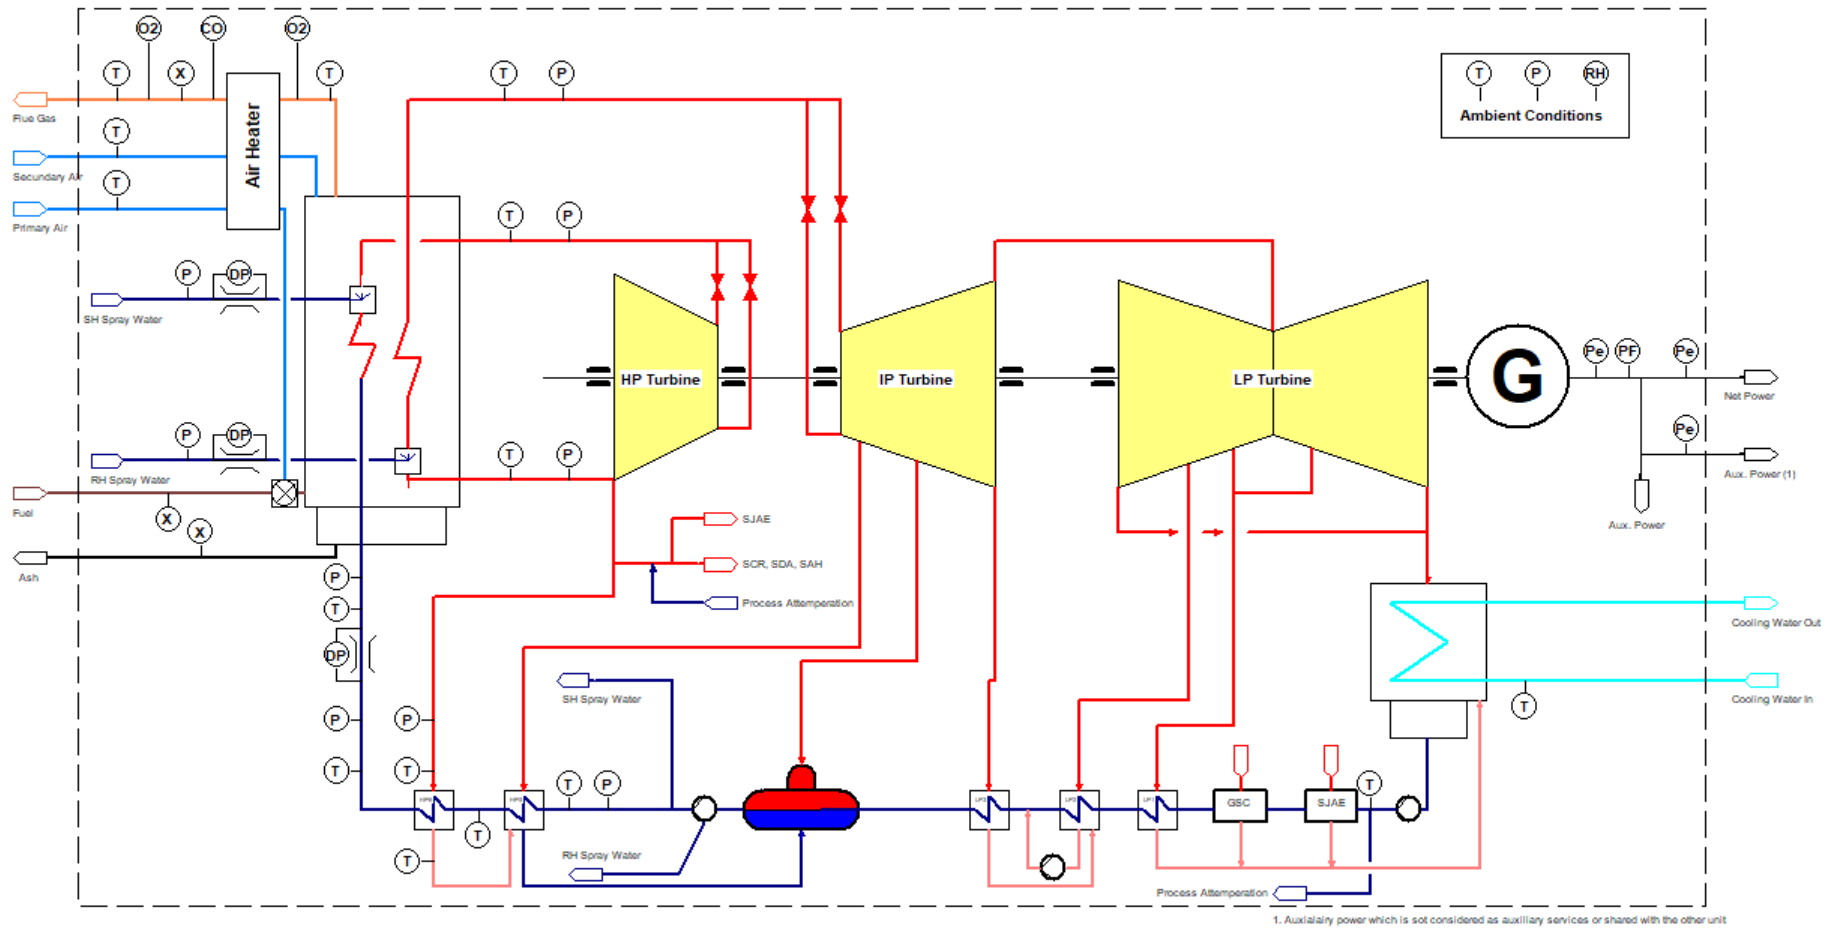 O2 CO O2
T X T T P
T P RH
Ambient Conditions
Flue Gas
Air Heater
T
Secundary Air
T
Primary Air
T P
P DP
SH Spray Water
HP Turbine
IP Turbine
LP Turbine
G
Pe PF Pe
Net Power
P DP
RH Spray Water
T P
Pe
Aux. Power (1)
Fuel
X
X
SJAE
Aux. Power
SCR, SDA, SAH
Ash
P
T
Process Attemperation
Cooling Water Out
DP
SH Spray Water
Cooling Water In
T
P P
T T
T P
T
GSC
SJAE
T
T
RH Spray Water
Process Attemperation
1. Auxialairy power which is sot considered as auxiliary services or shared with the other unit